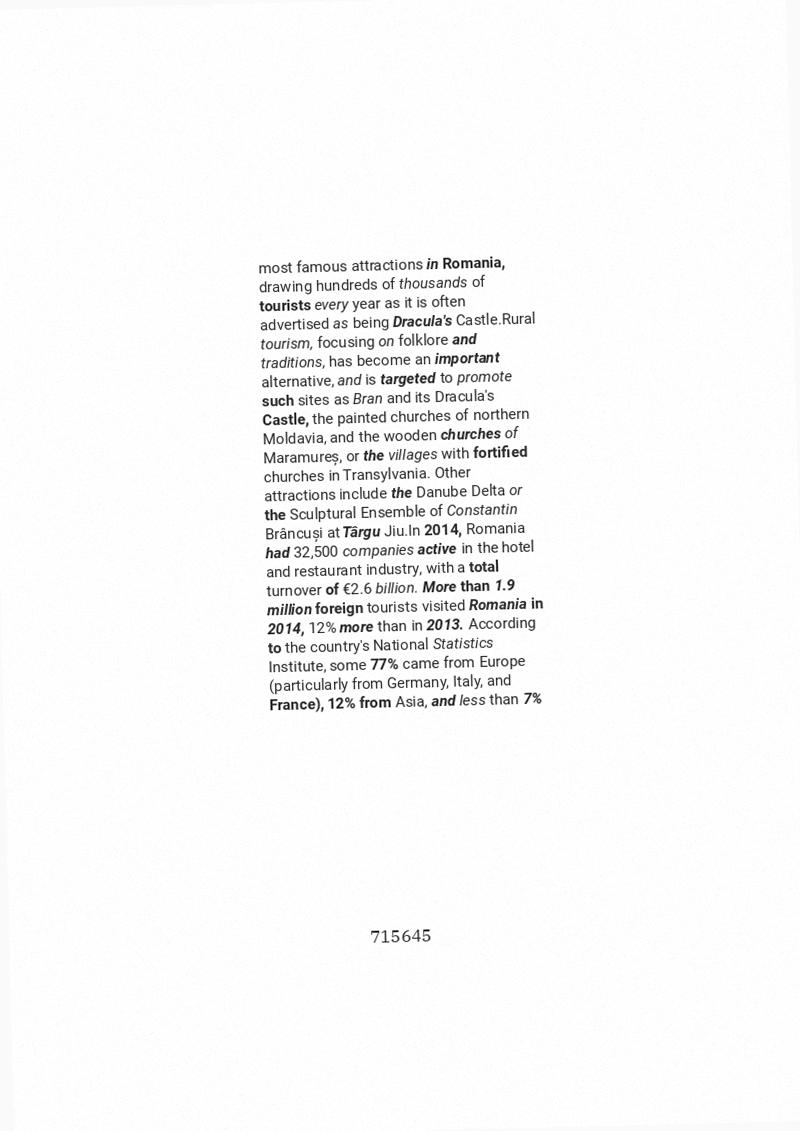 most famous attractions in Romania,
drawing hundreds of thousands of
tourists every year as it is often
advertised as being Dracula's Castle.Rural
tourism, focusing on folklore and
traditions, has become an important
alternative, and is targeted to promote
such sites as Bran and its Dracula's
Castle, the painted churches of northern
Moldavia, and the wooden churches of
Maramureș, or the villages with fortified
churches in Transylvania. Other
attractions include the Danube Delta or
the Sculptural Ensemble of Constantin
Brâncuși at Târgu Jiu.In 2014, Romania
had 32,500 companies active in the hotel
and restaurant industry, with a total
turnover of €2.6 billion. More than 1.9
million foreign tourists visited Romania in
2014, 12% more than in 2013. According
to the country's National Statistics
Institute, some 77% came from Europe
(particularly from Germany, Italy, and
France), 12% from Asia, and less than 7%
715645